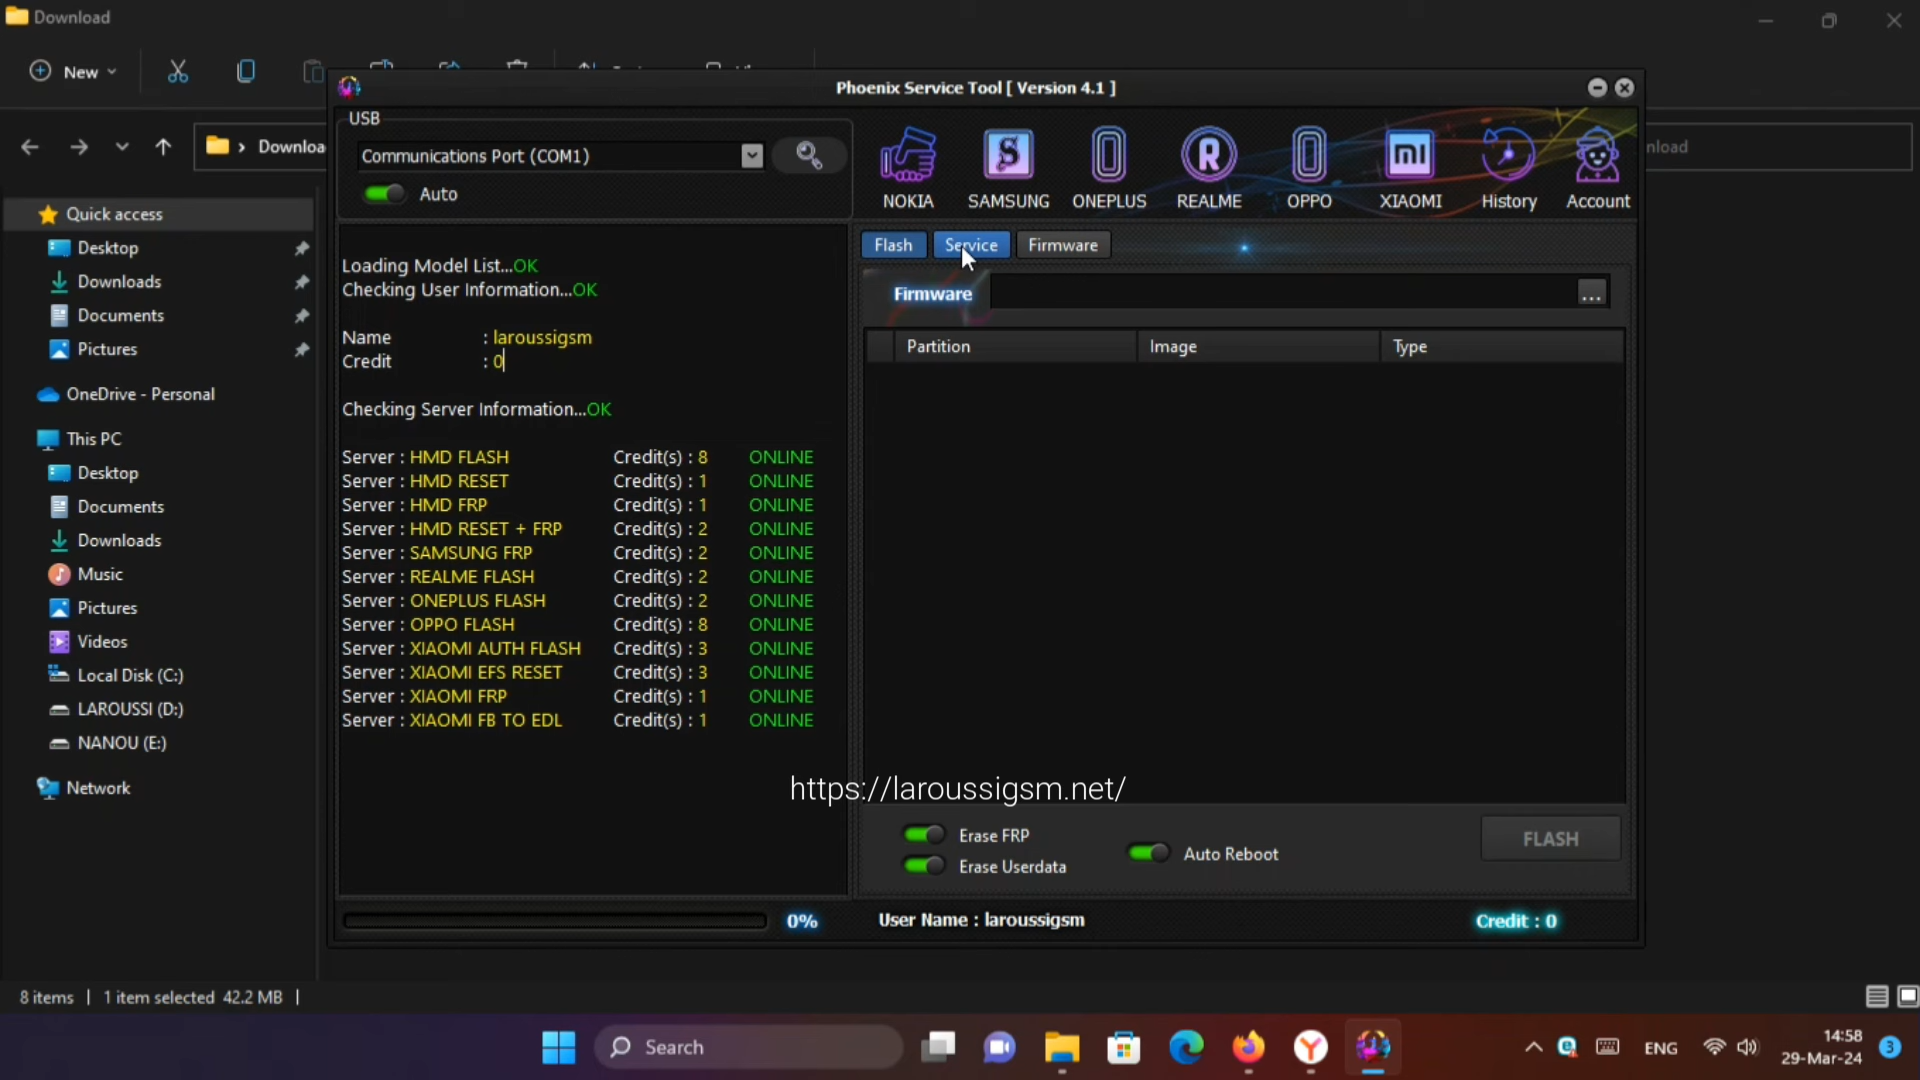 Download
New
Phoenix Service Tool [ Version 4.1 ]
USB
Communications Port (COM1)
Auto
NOKIA
SAMSUNG
ONEPLUS
REALME
OPPO
XIAOMI
History
Account
Flash
Service
Firmware
Firmware
...
Partition
Image
Type
Loading Model List...OK
Checking User Information...OK
Name : laroussigsm
Credit : 0
Checking Server Information...OK
Server : HMD FLASH Credit(s) : 8 ONLINE
Server : HMD RESET Credit(s) : 1 ONLINE
Server : HMD FRP Credit(s) : 1 ONLINE
Server : HMD RESET + FRP Credit(s) : 2 ONLINE
Server : SAMSUNG FRP Credit(s) : 2 ONLINE
Server : REALME FLASH Credit(s) : 2 ONLINE
Server : ONEPLUS FLASH Credit(s) : 2 ONLINE
Server : OPPO FLASH Credit(s) : 8 ONLINE
Server : XIAOMI AUTH FLASH Credit(s) : 3 ONLINE
Server : XIAOMI EFS RESET Credit(s) : 3 ONLINE
Server : XIAOMI FRP Credit(s) : 1 ONLINE
Server : XIAOMI FB TO EDL Credit(s) : 1 ONLINE
https://laroussigsm.net/
Erase FRP
Erase Userdata
Auto Reboot
FLASH
0%
User Name : laroussigsm
Credit : 0
Quick access
Desktop
Downloads
Documents
Pictures
OneDrive - Personal
This PC
Desktop
Documents
Downloads
Music
Pictures
Videos
Local Disk (C:)
LAROUSSI (D:)
NANOU (E:)
Network
8 items
1 item selected 42.2 MB
Search
ENG
14:58
29-Mar-24
3